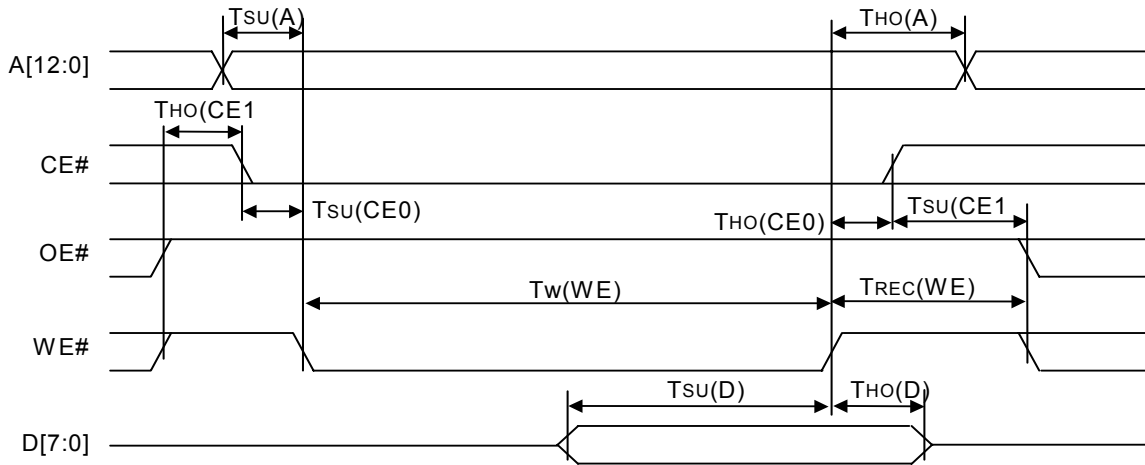 TSU(A)
THO(A)
A[12:0]
THO(CE1
CE#
TSU(CE0)
THO(CE0)
TSU(CE1
OE#
TW(WE)
TREC(WE)
WE#
TSU(D)
THO(D)
D[7:0]